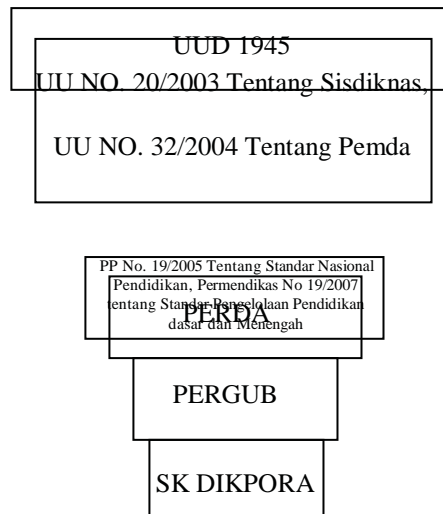 UUD 1945
UU NO. 20/2003 Tentang Sisdiknas,
UU NO. 32/2004 Tentang Pemda
PP No. 19/2005 Tentang Standar Nasional
Pendidikan, Permendikas No 19/2007
tentang Standar Pengelolaan Pendidikan
dasar dan Menengah
PERDA
PERGUB
SK DIKPORA